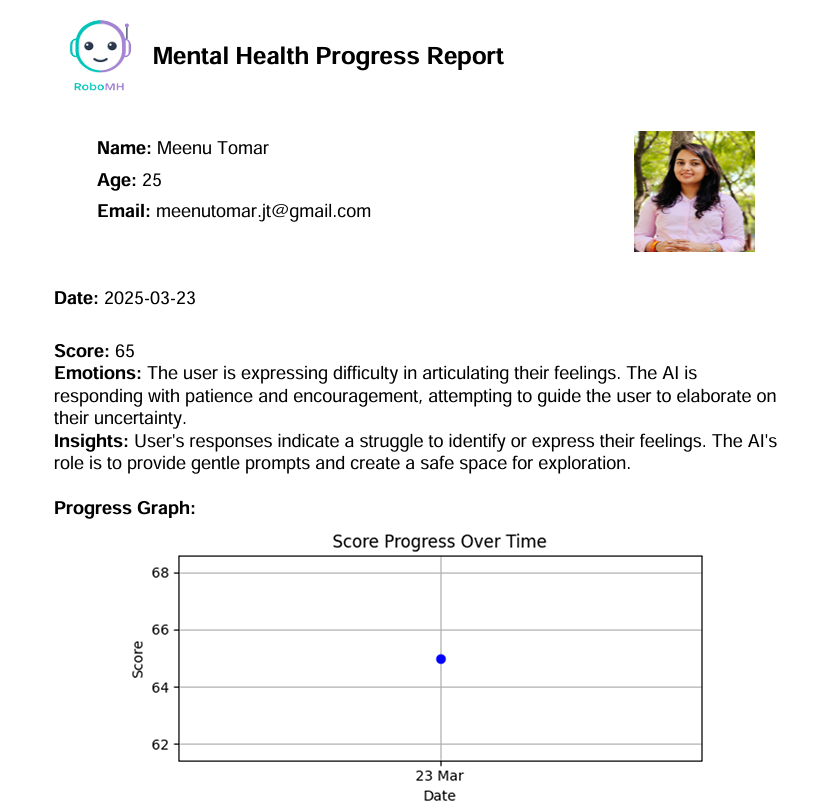 RoboMH
Mental Health Progress Report
Name: Meenu Tomar
Age: 25
Email: meenutomar.jt@gmail.com
Date: 2025-03-23
Score: 65
Emotions: The user is expressing difficulty in articulating their feelings. The AI is
responding with patience and encouragement, attempting to guide the user to elaborate on
their uncertainty.
Insights: User's responses indicate a struggle to identify or express their feelings. The AI's
role is to provide gentle prompts and create a safe space for exploration.
Progress Graph:
Score Progress Over Time
68
66
Score
64
62
23 Mar
Date